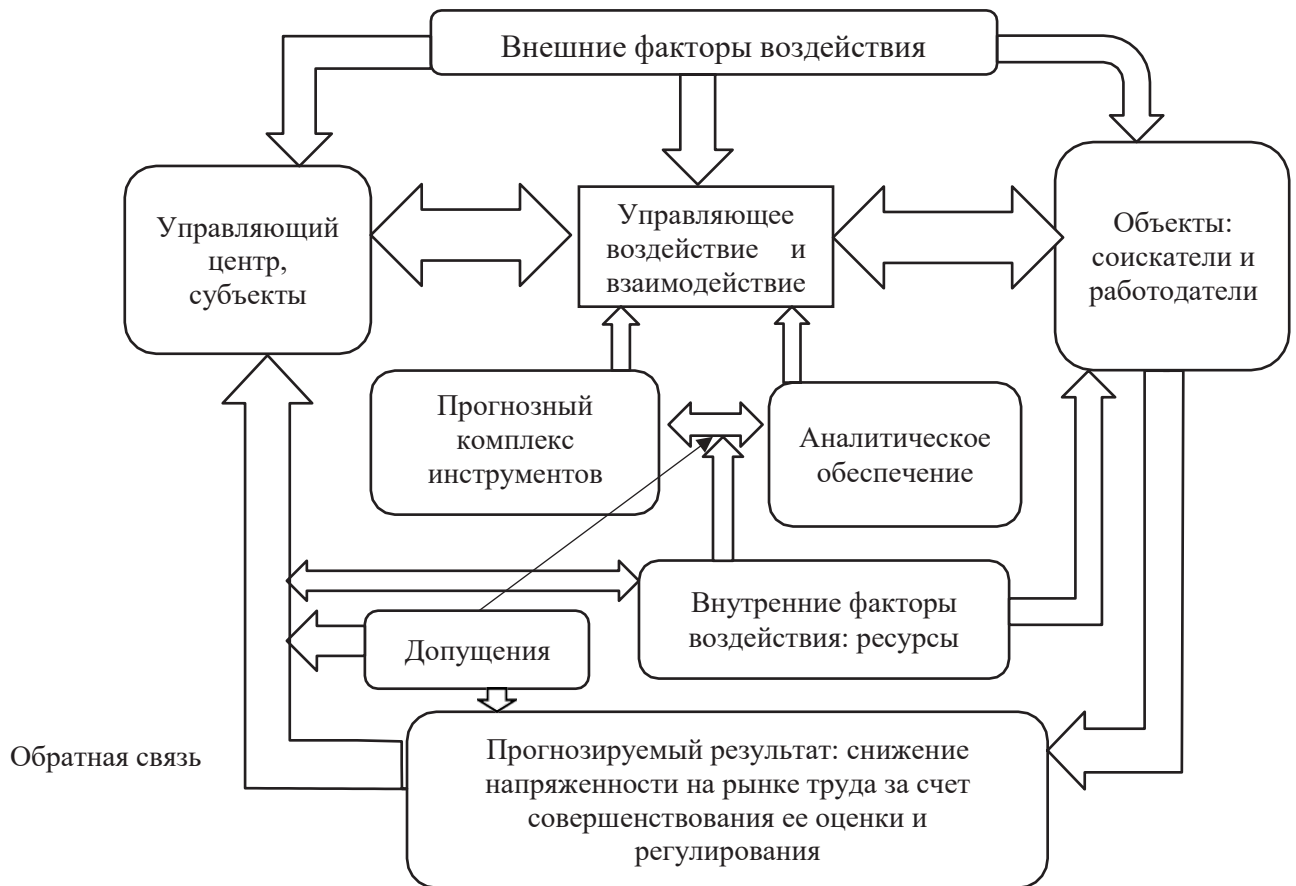 Внешние факторы воздействия
Управляющий
центр,
субъекты
Управляющее
воздействие и
взаимодействие
Объекты:
соискатели и
работодатели
Прогнозный
комплекс
инструментов
Аналитическое
обеспечение
Внутренние факторы
воздействия: ресурсы
Допущения
Обратная связь
Прогнозируемый результат: снижение
напряженности на рынке труда за счет
совершенствования ее оценки и
регулирования